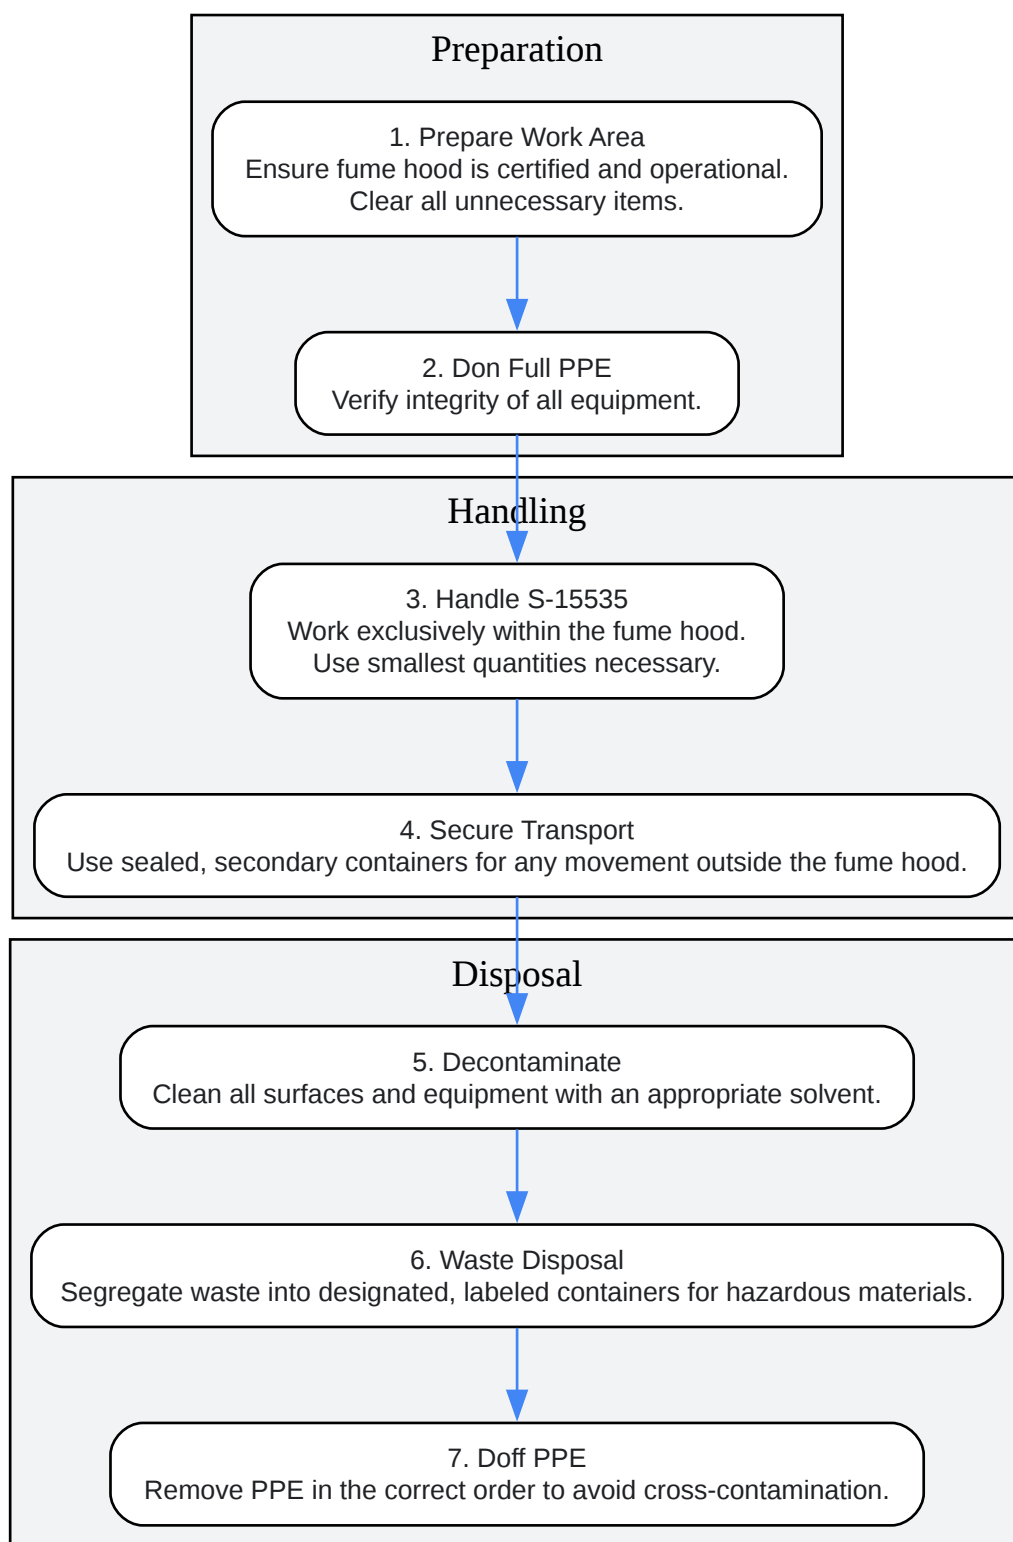 Preparation
1. Prepare Work Area
Ensure fume hood is certified and operational.
Clear all unnecessary items.
2. Don Full PPE
Verify integrity of all equipment.
Handling
3. Handle S-15535
Work exclusively within the fume hood.
Use smallest quantities necessary.
4. Secure Transport
Use sealed, secondary containers for any movement outside the fume hood.
Disposal
5. Decontaminate
Clean all surfaces and equipment with an appropriate solvent.
6. Waste Disposal
Segregate waste into designated, labeled containers for hazardous materials.
7. Doff PPE
Remove PPE in the correct order to avoid cross-contamination.